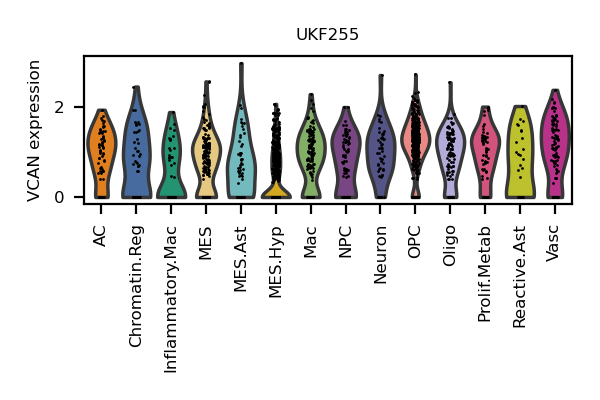 UKF255
VCAN expression
2
0
AC
Chromatin.Reg
Inflammatory.Mac
MES
MES.Ast
MES.Hyp
Mac
NPC
Neuron
OPC
Oligo
Prolif.Metab
Reactive.Ast
Vasc